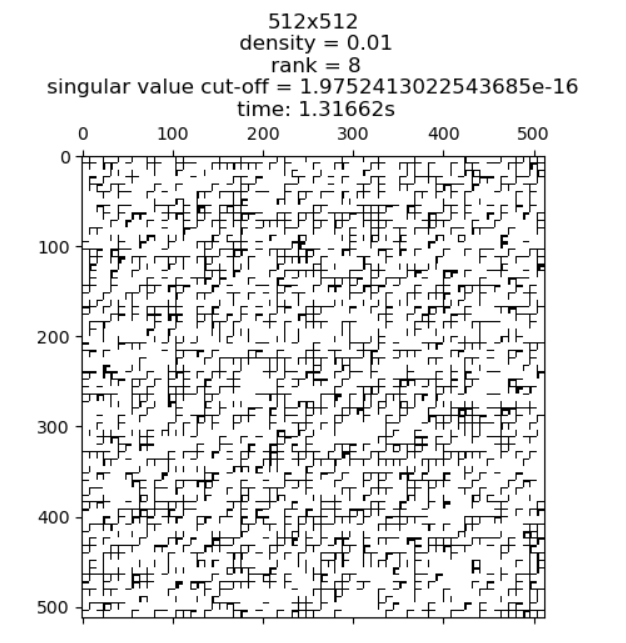 512x512
density = 0.01
rank = 8
singular value cut-off = 1.9752413022543685e-16
time: 1.31662s
0 100 200 300 400 500
0
100
200
300
400
500